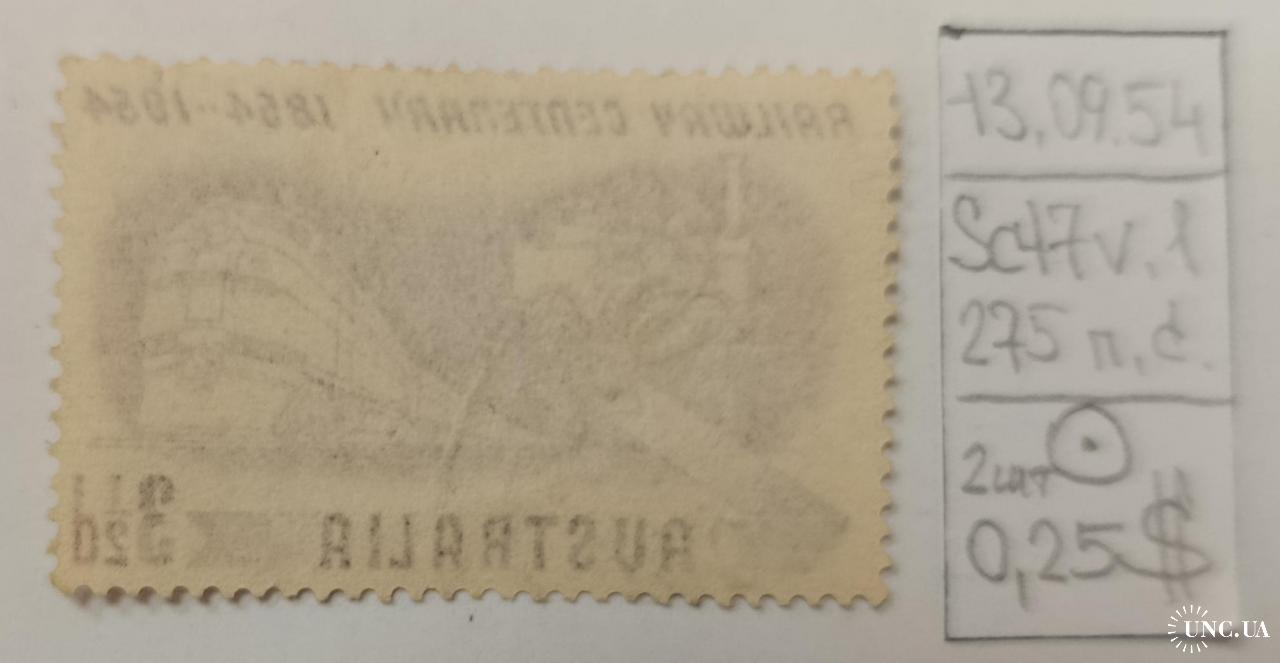 RAILWAY CENTENARY 1854-1954
3½D
AUSTRALIA
13.09.54
Sc47v.1
275 п.с.
2шт
0,25$
UNC.UA